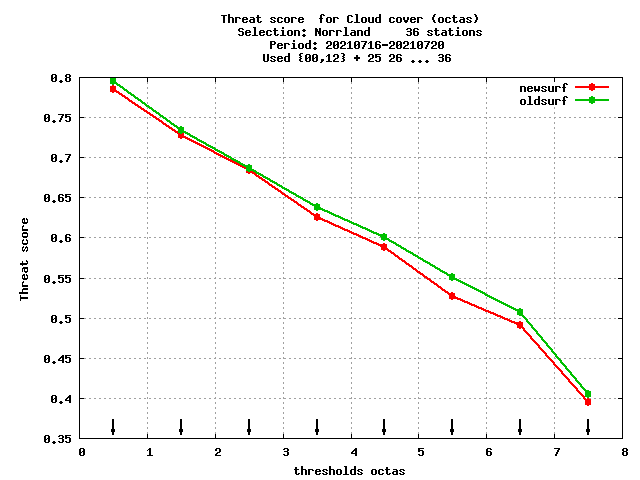 Threat score  for Cloud cover (octas)
Selection: Norrland     36 stations
Period: 20210716-20210720
Used {00,12} + 25 26 ... 36
newsurf
oldsurf
0.8
0.75
0.7
0.65
0.6
0.55
0.5
0.45
0.4
0.35
Threat score
0 1 2 3 4 5 6 7 8
thresholds octas